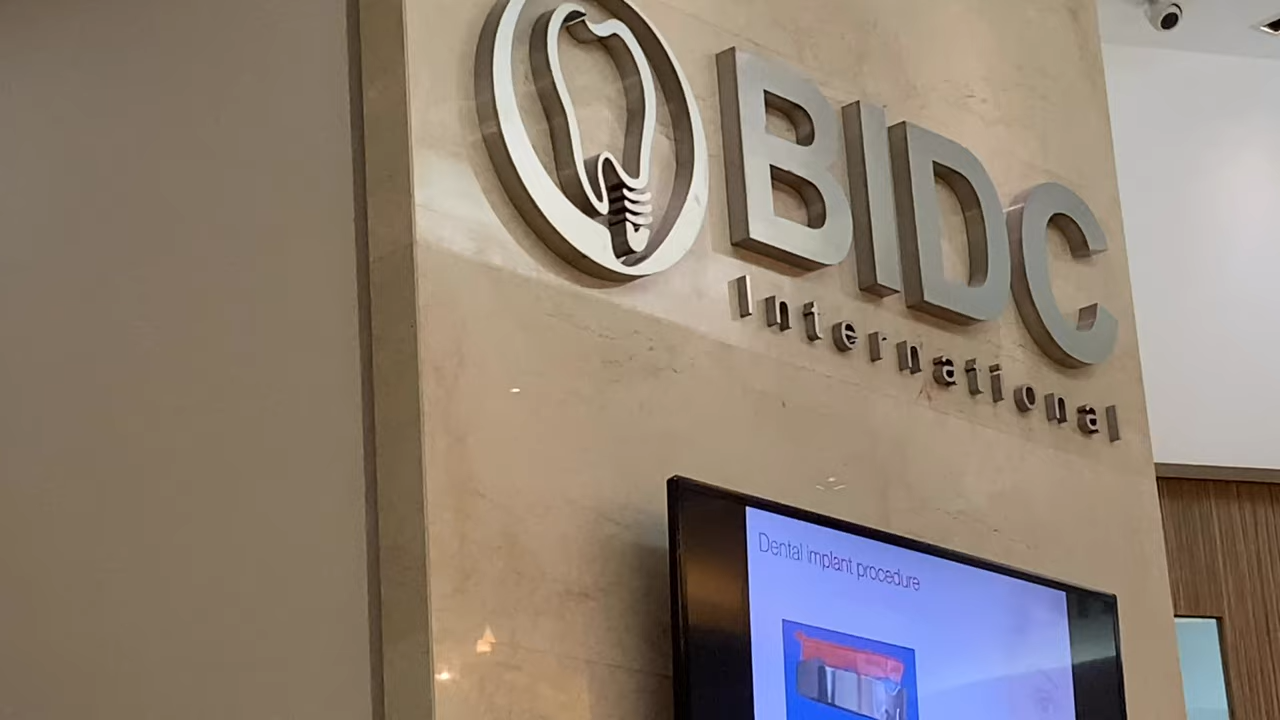 BIDC
International
Dental implant procedure